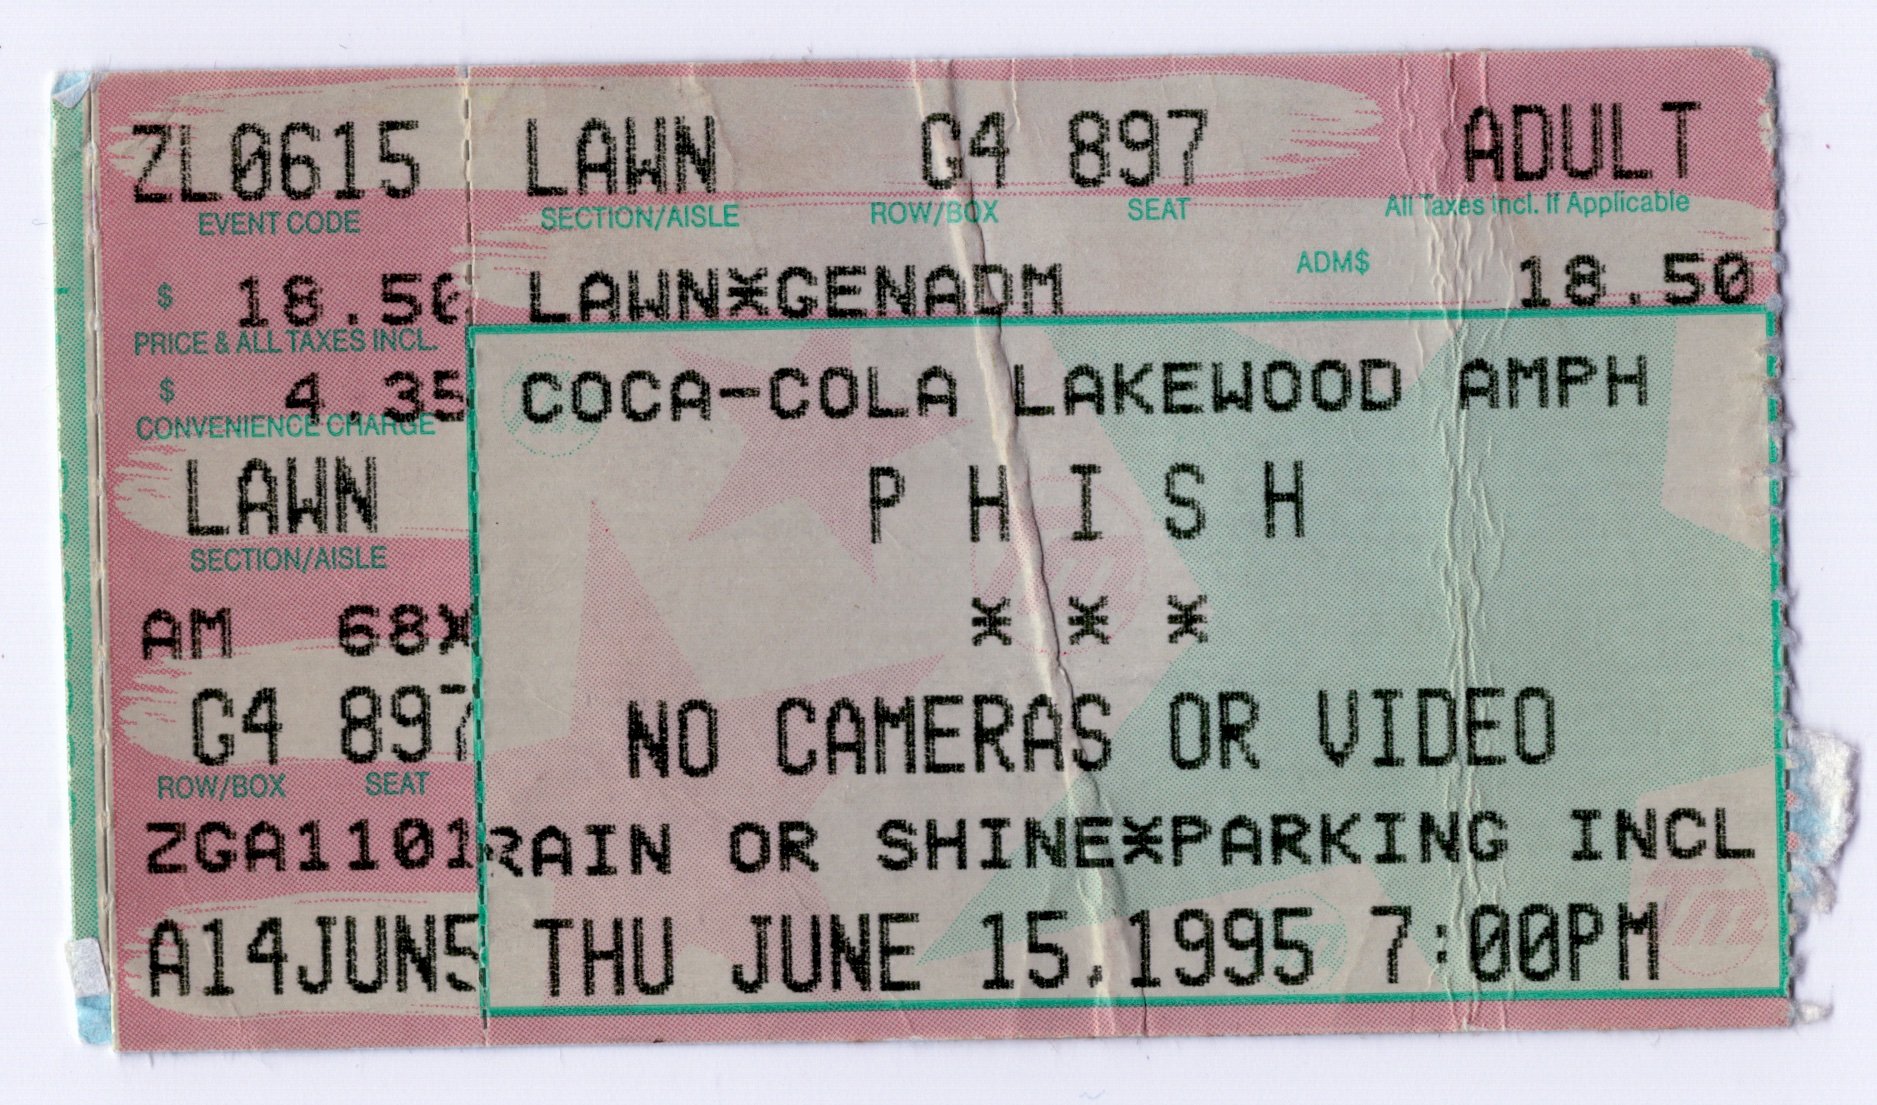 ZL0615
EVENT CODE
$ 18.50
PRICE & ALL TAXES INCL.
$ 4.35
CONVENIENCE CHARGE
LAWN
SECTION/AISLE
AM 68*
G4 897
ROW/BOX SEAT
ZGA1101
A14JUN5
LAWN G4 897 ADULT
SECTION/AISLE ROW/BOX SEAT All Taxes Incl. If Applicable
ADM$
LAWN*GENADM 18.50
COCA-COLA LAKEWOOD AMPH
P H I S H
* * *
NO CAMERAS OR VIDEO
RAIN OR SHINE*PARKING INCL
THU JUNE 15,1995 7:00PM